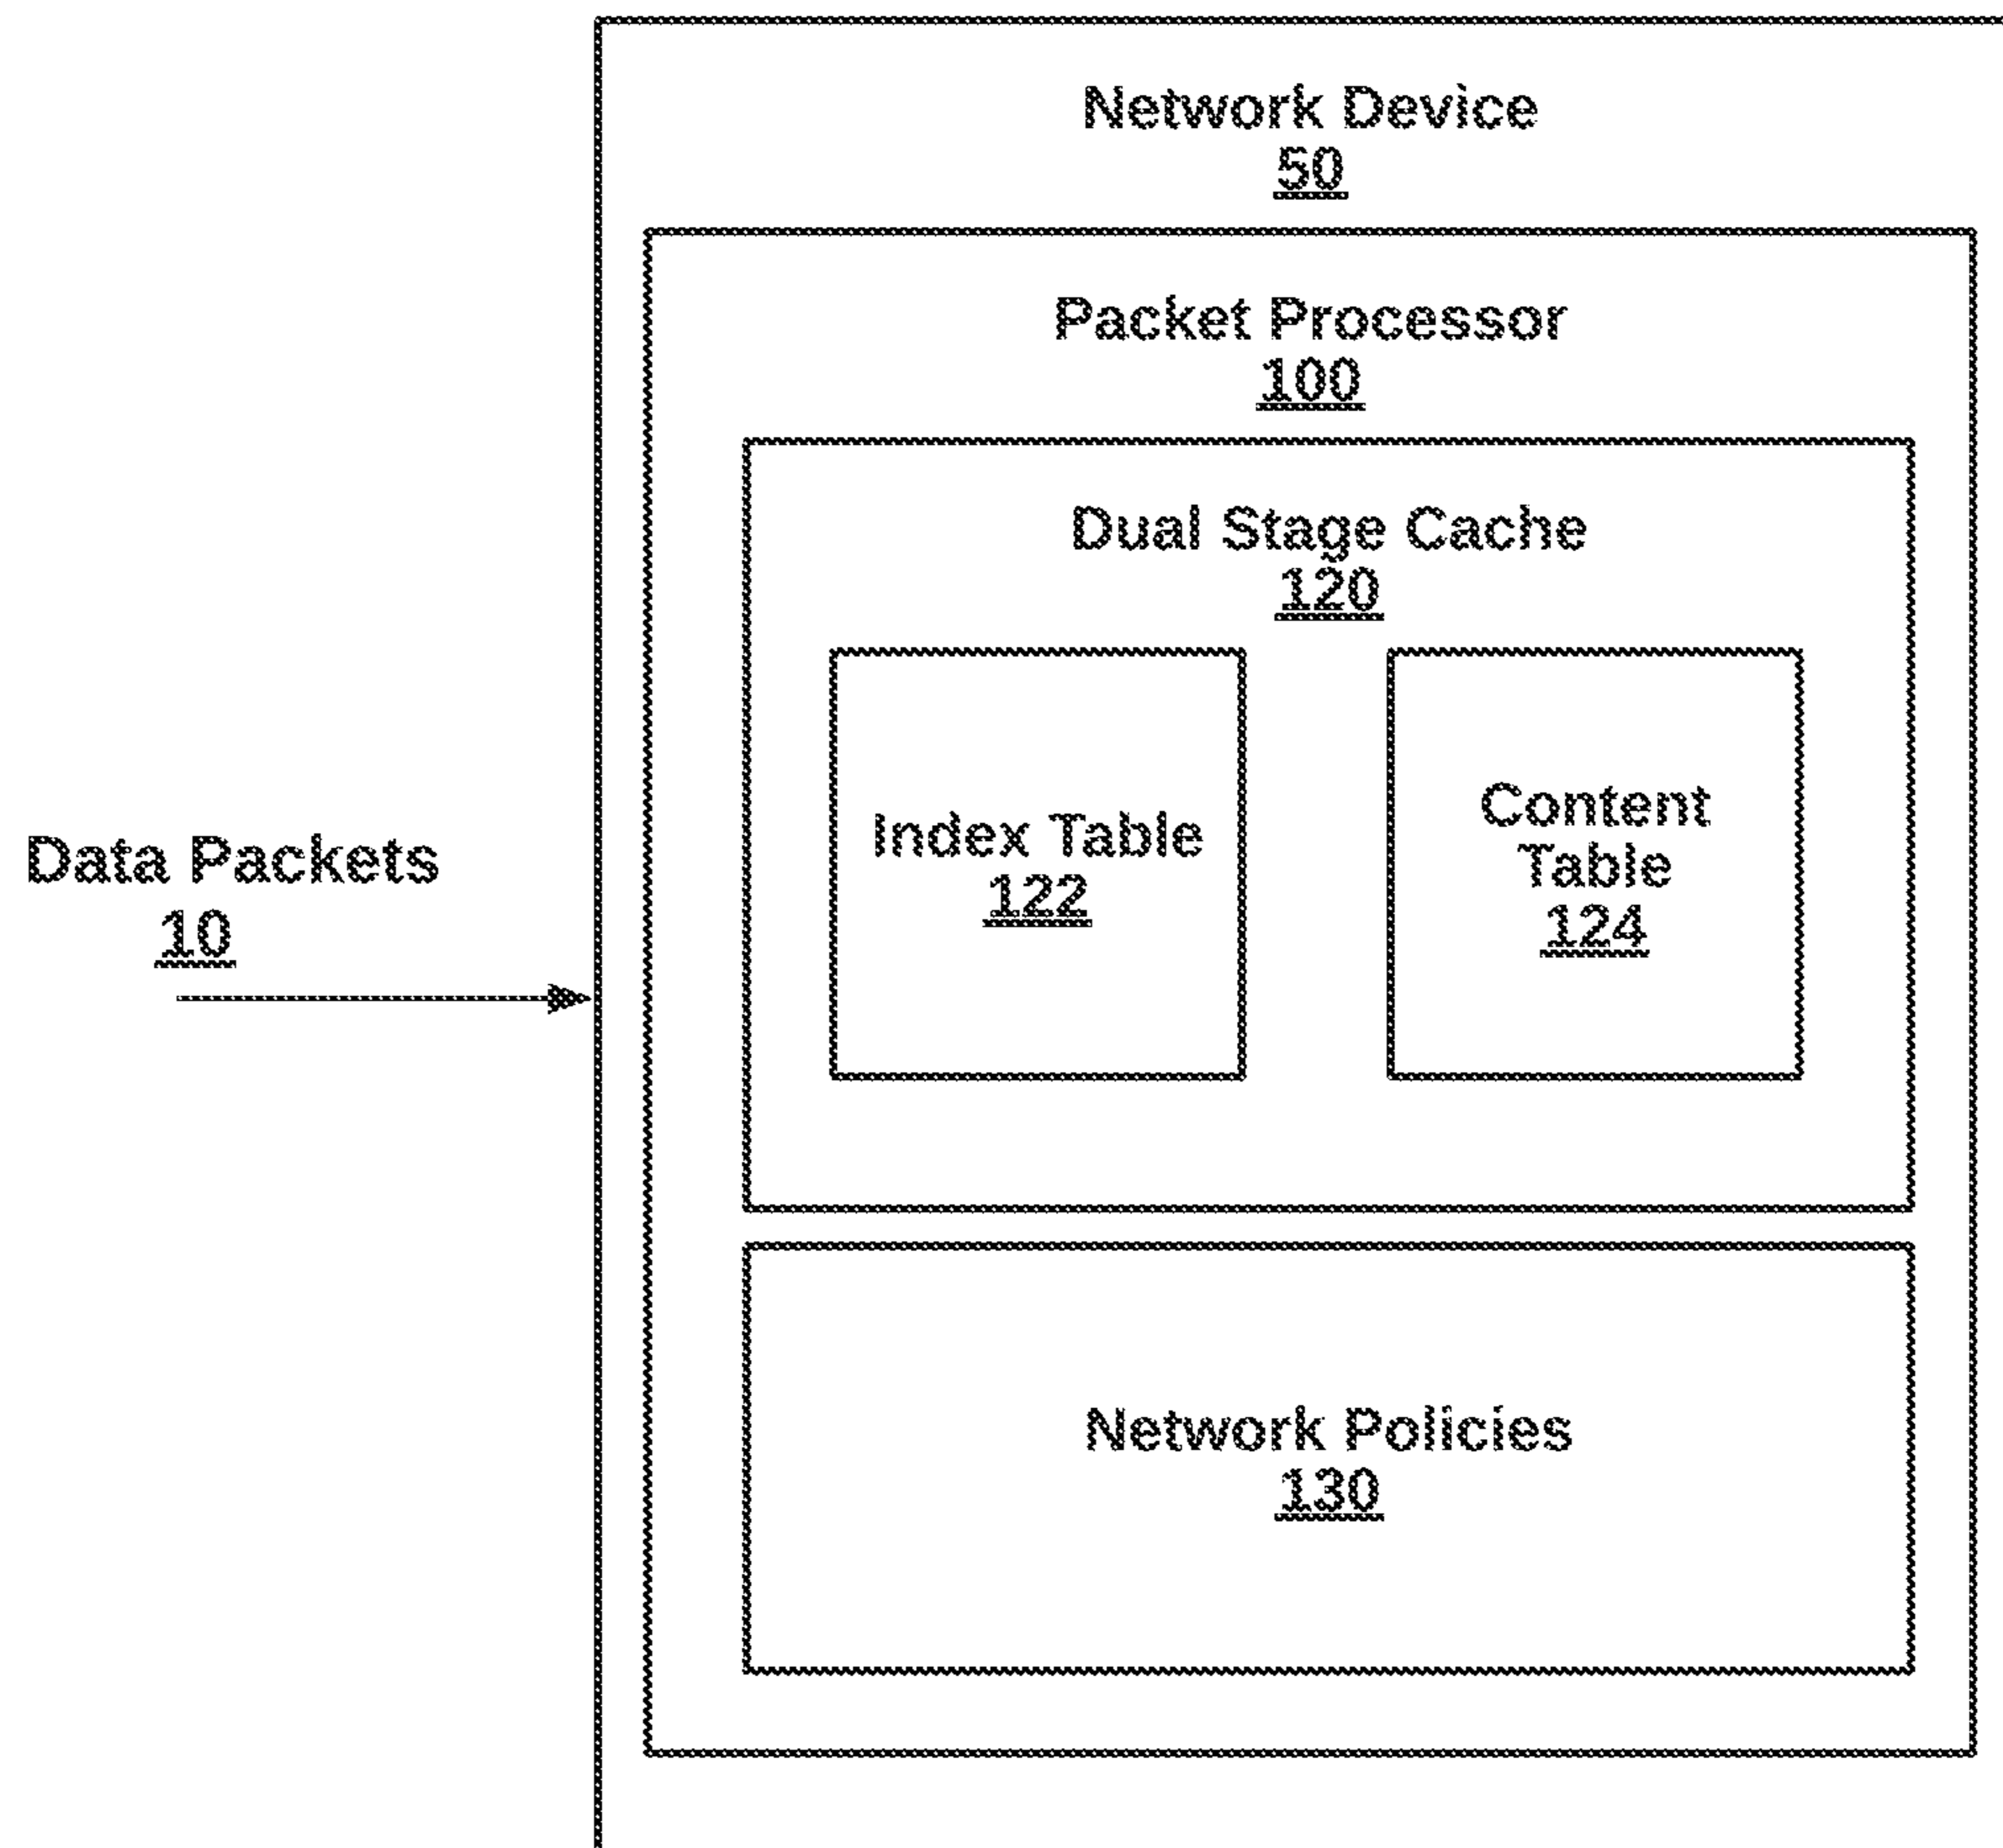 Network Device
50
Packet Processor
100
Dual Stage Cache
120
Index Table
122
Content
Table
124
Data Packets
10
Network Policies
130